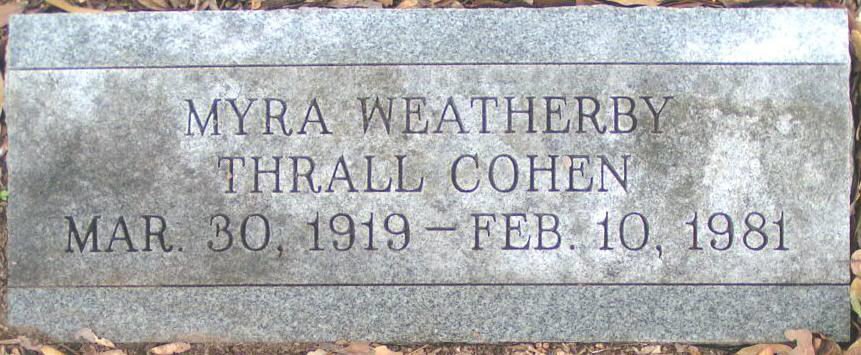 MYRA WEATHERBY
THRALL COHEN
MAR. 30, 1919 – FEB. 10, 1981